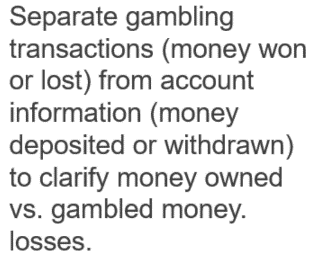 Separate gambling
transactions (money won
or lost) from account
information (money
deposited or withdrawn)
to clarify money owned
vs. gambled money.
losses.